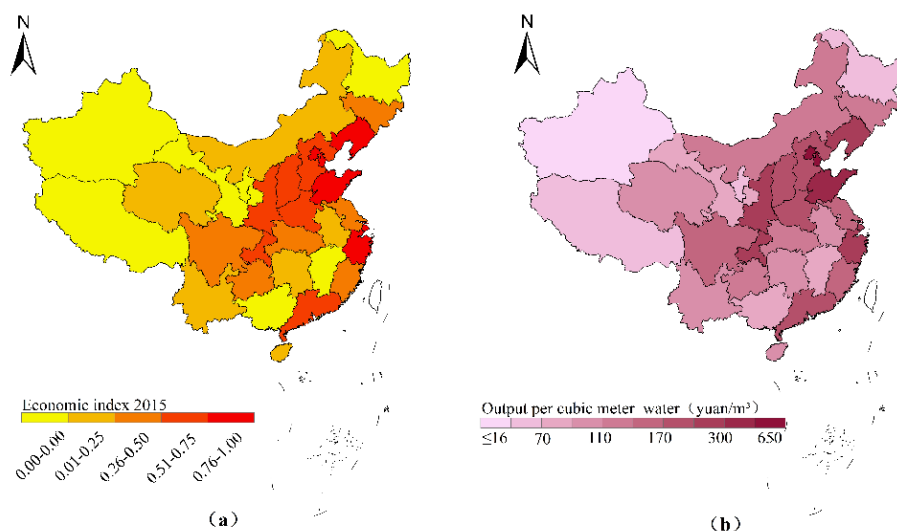 N
Economic index 2015
0.00-0.00
0.01-0.25
0.26-0.50
0.51-0.75
0.76-1.00
(a)
N
Output per cubic meter water（yuan/m³）
≤16 70 110 170 300 650
(b)